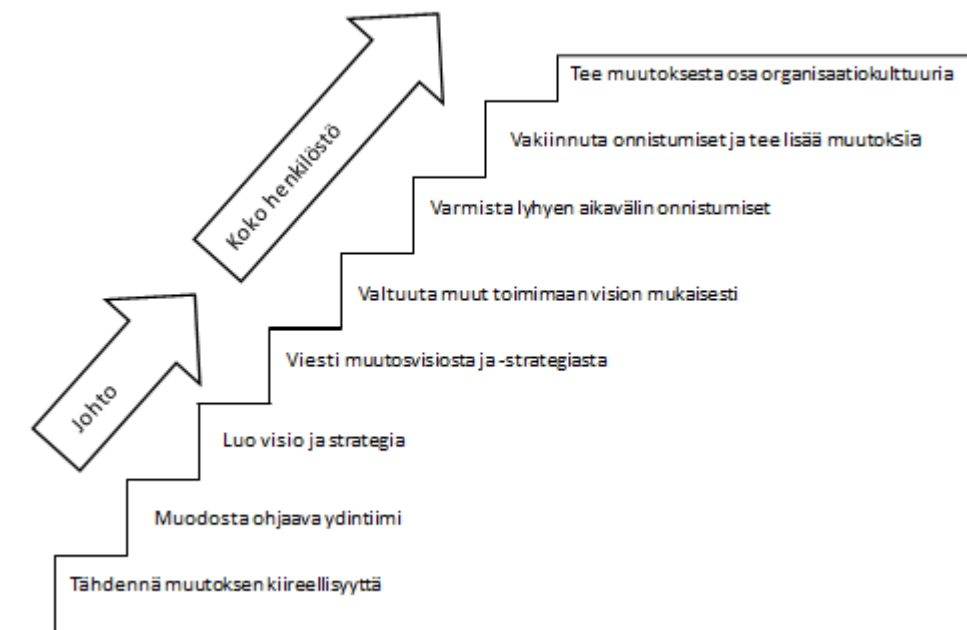 Tee muutoksesta osa organisaatiokulttuuria
Vakiinnuta onnistumiset ja tee lisää muutoksia
Koko henkilöstö
Varmista lyhyen aikavälin onnistumiset
Valtuuta muut toimimaan vision mukaisesti
Viesti muutosvisiosta ja -strategiasta
Johto
Luo visio ja strategia
Muodosta ohjaava ydintiimi
Tähdennä muutoksen kiireellisyyttä